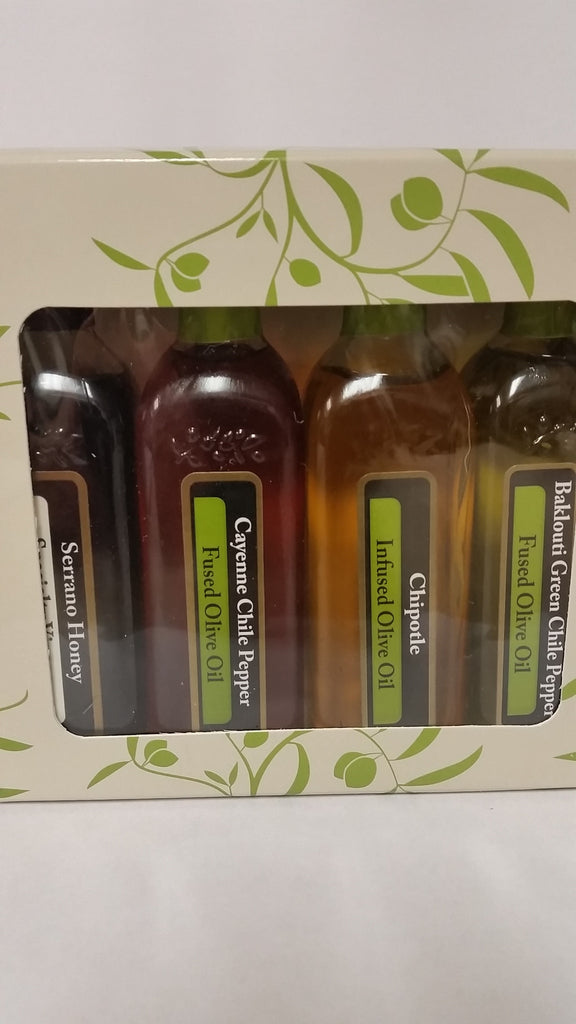 Serrano Honey
Cayenne Chile Pepper
Fused Olive Oil
Chipotle
Infused Olive Oil
Baklouti Green Chile Pepper
Fused Olive Oil